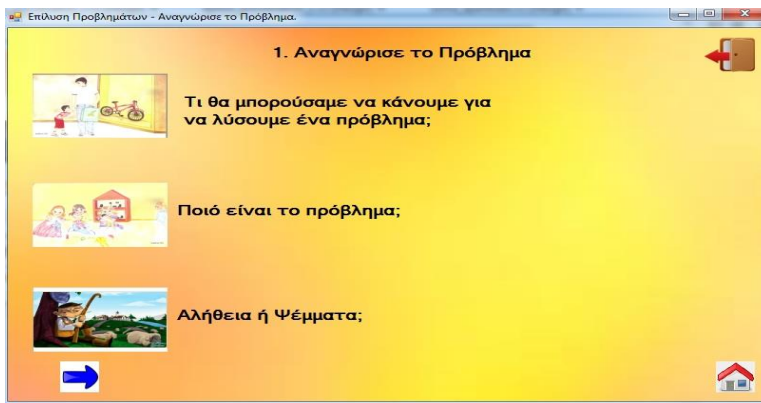 Επίλυση Προβλημάτων - Αναγνώρισε το Πρόβλημα.
1. Αναγνώρισε το Πρόβλημα
Τι θα μπορούσαμε να κάνουμε για
να λύσουμε ένα πρόβλημα;
Ποιό είναι το πρόβλημα;
Αλήθεια ή Ψέμματα;